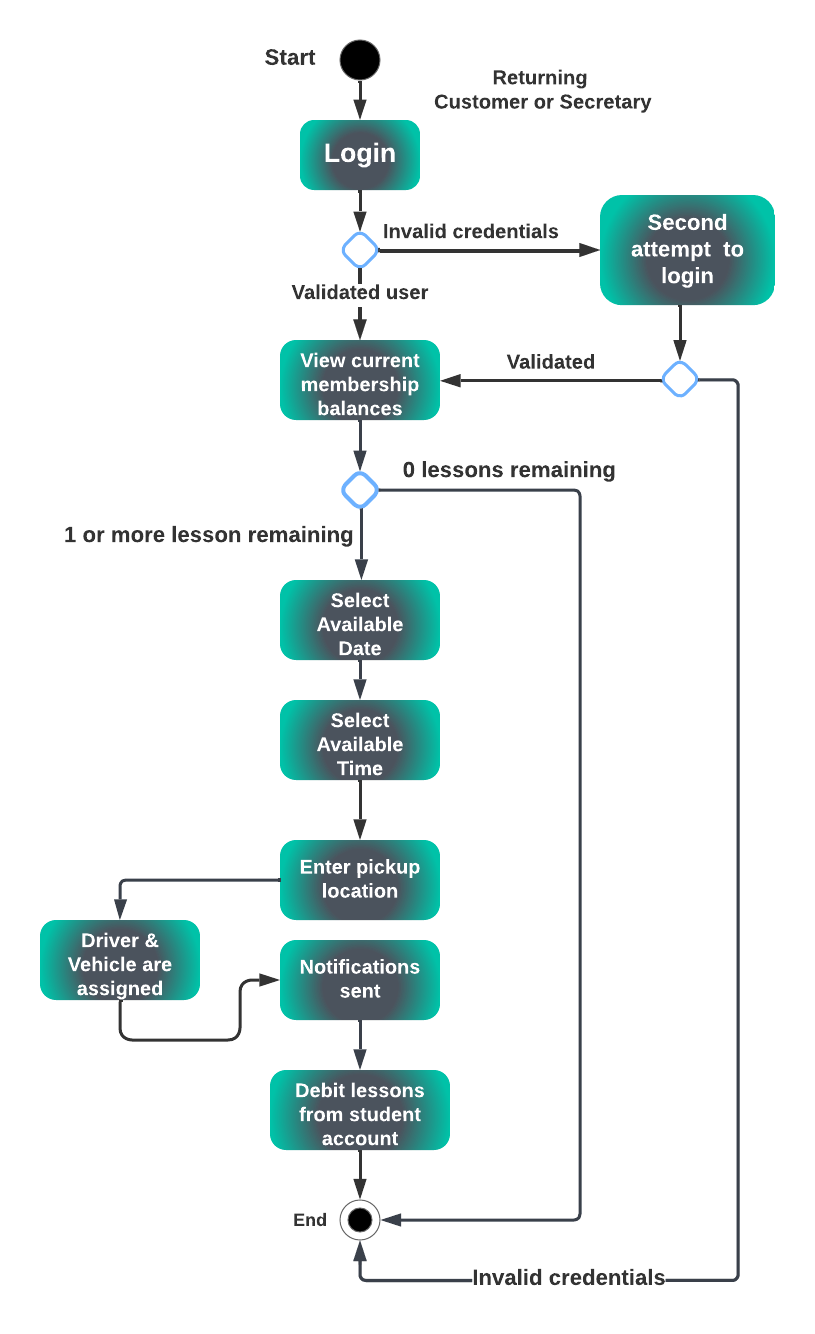 Start
Returning
Customer or Secretary
Login
Invalid credentials
Second
attempt to
login
Validated user
View current
membership
balances
Validated
0 lessons remaining
1 or more lesson remaining
Select
Available
Date
Select
Available
Time
Enter pickup
location
Driver &
Vehicle are
assigned
Notifications
sent
Debit lessons
from student
account
End
Invalid credentials